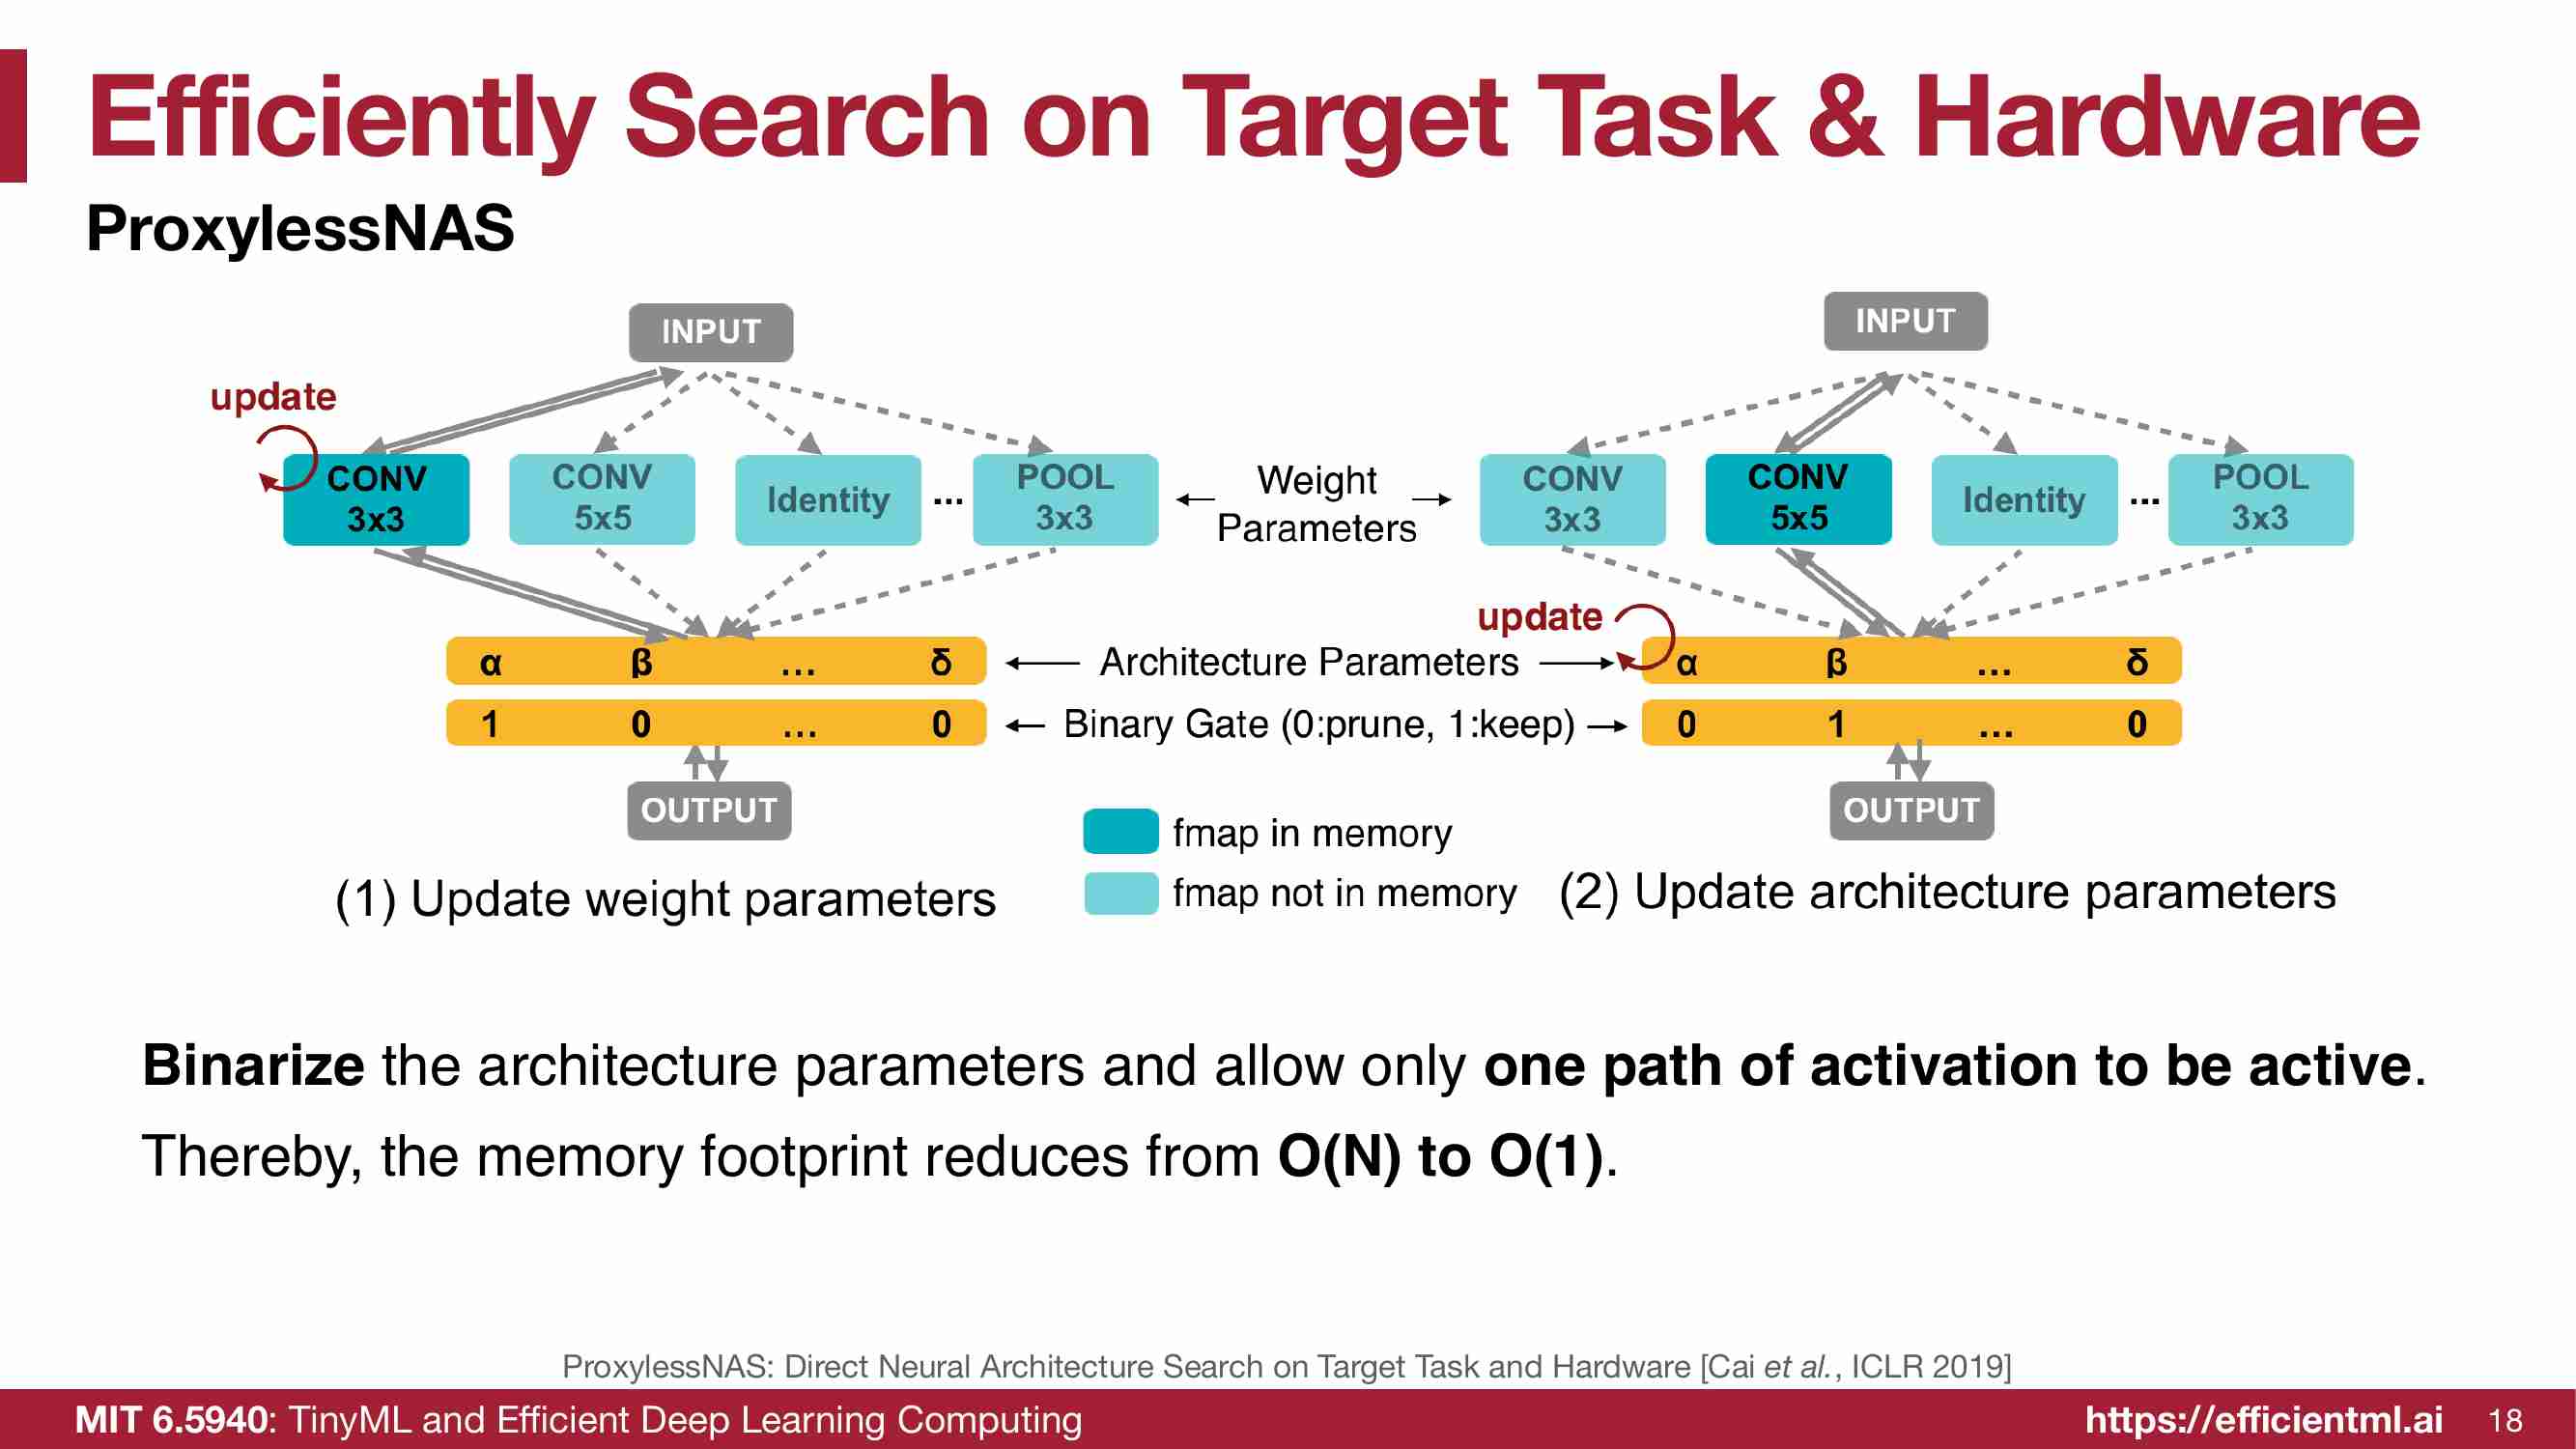 Efficiently Search on Target Task & Hardware
ProxylessNAS
INPUT
update
CONV
3x3
CONV
5x5
Identity
...
POOL
3x3
α β ... δ
1 0 ... 0
OUTPUT
(1) Update weight parameters
Weight
Parameters
Architecture Parameters
Binary Gate (0:prune, 1:keep)
fmap in memory
fmap not in memory
INPUT
CONV
3x3
CONV
5x5
Identity
...
POOL
3x3
update
α β ... δ
0 1 ... 0
OUTPUT
(2) Update architecture parameters
Binarize the architecture parameters and allow only one path of activation to be active.
Thereby, the memory footprint reduces from O(N) to O(1).
ProxylessNAS: Direct Neural Architecture Search on Target Task and Hardware [Cai et al., ICLR 2019]
MIT 6.5940: TinyML and Efficient Deep Learning Computing
https://efficientml.ai
18